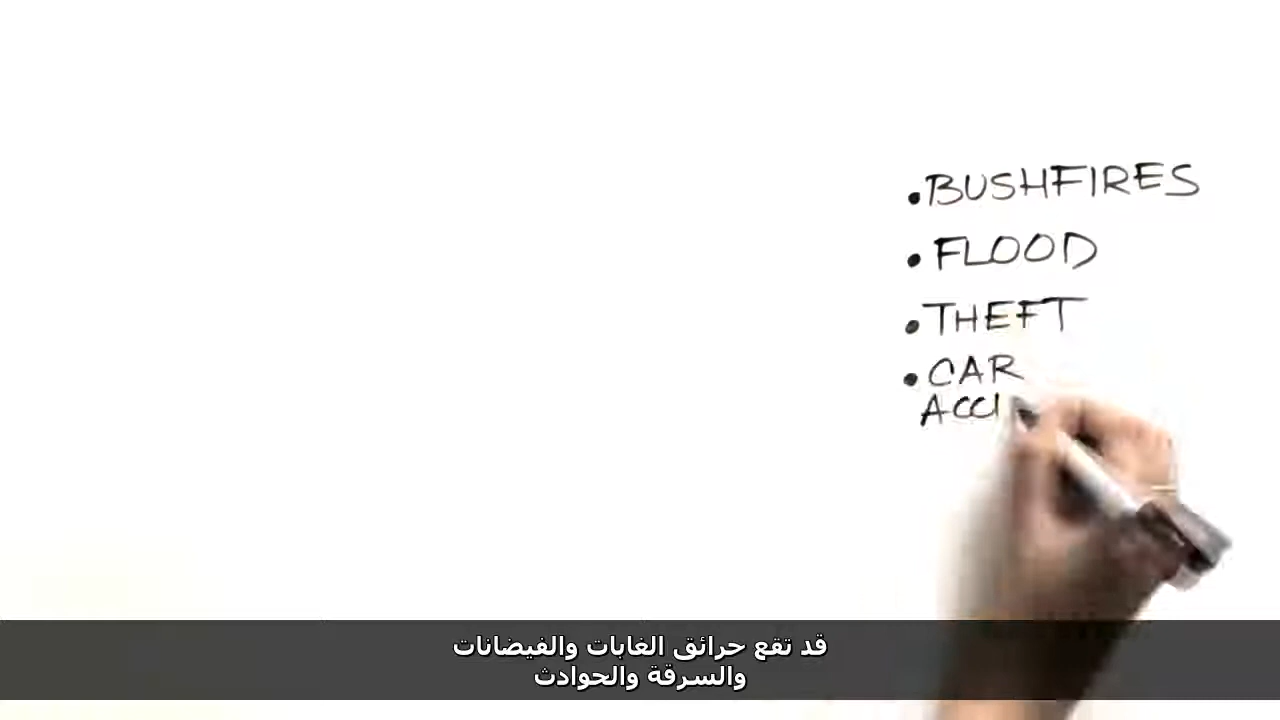 • BUSHFIRES
• FLOOD
• THEFT
• CAR
ACCI
قد تقع حرائق الغابات والفيضانات
والسرقة والحوادث